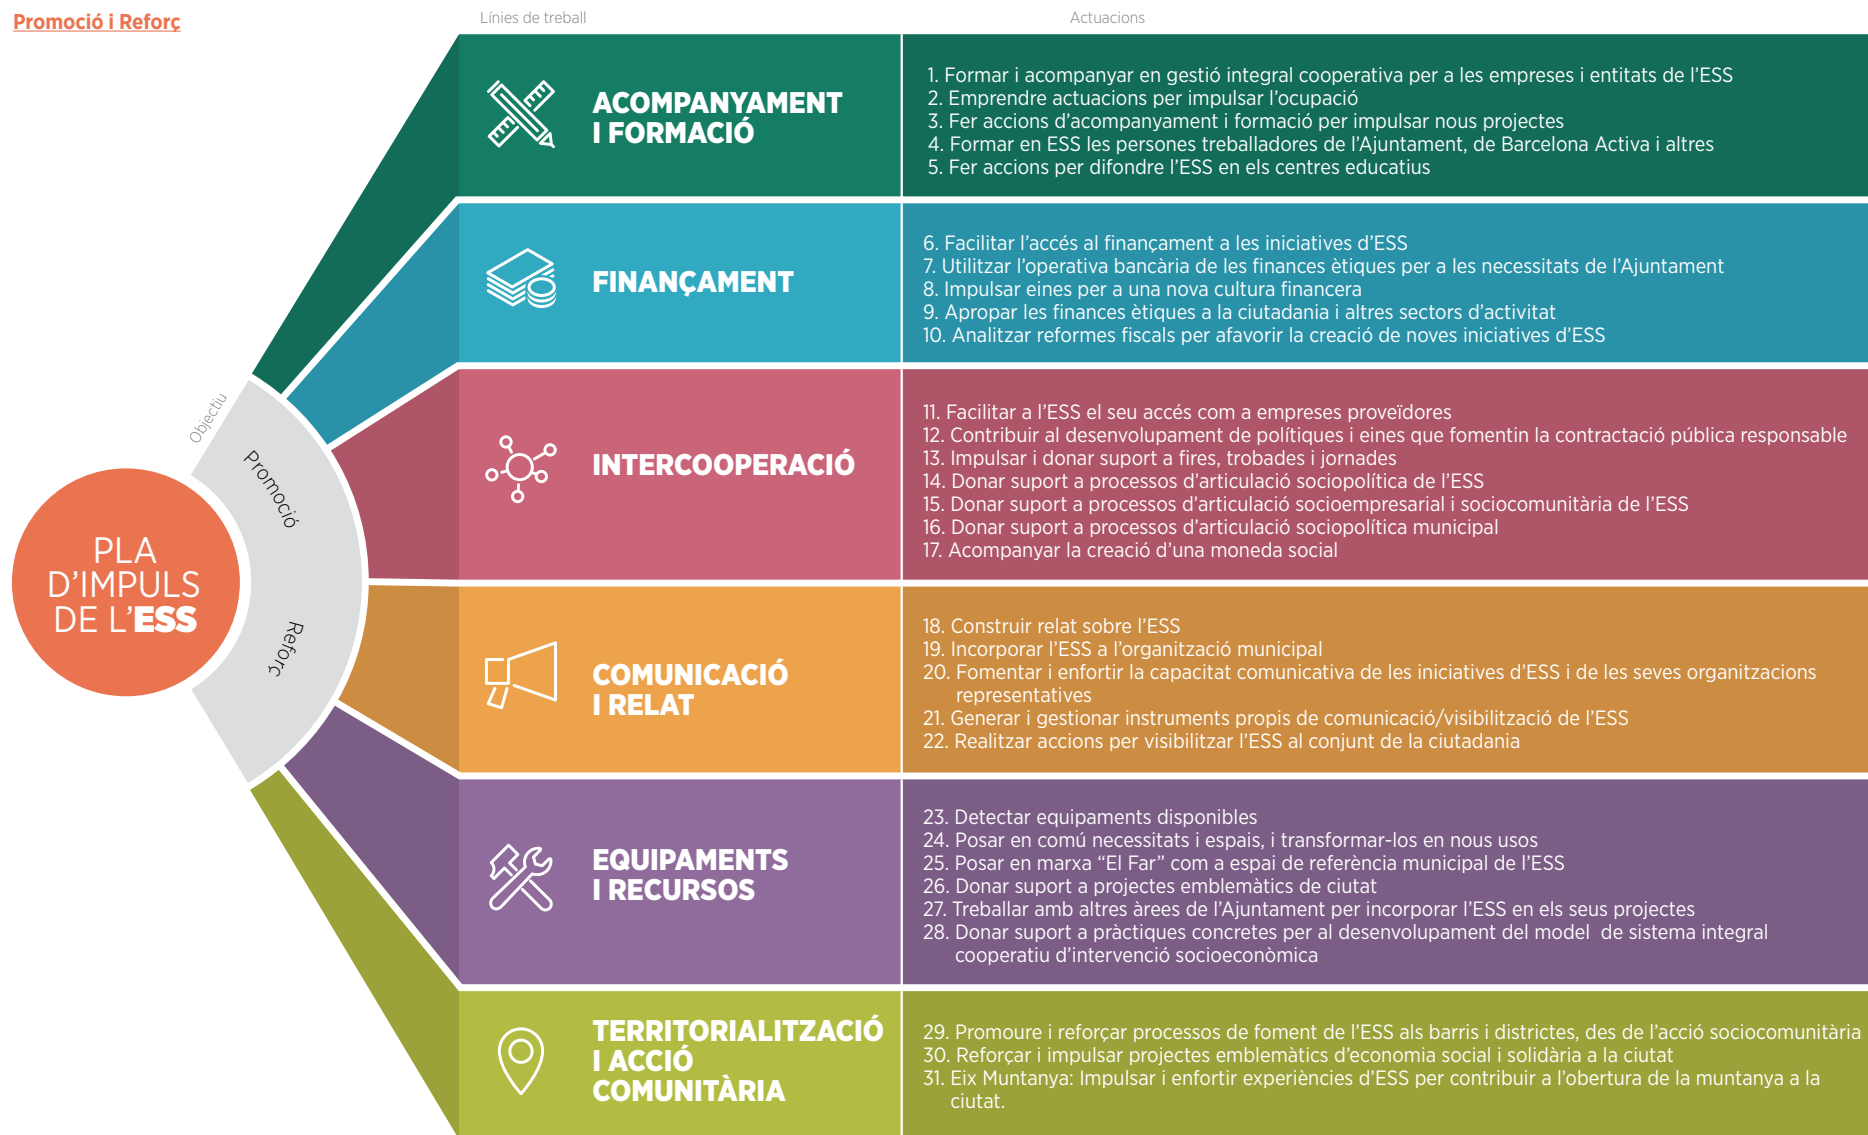 Promoció i Reforç
Línies de treball
Actuacions
Objectiu
Promoció
Reforç
PLA
D'IMPULS
DE L'ESS
ACOMPANYAMENT
I FORMACIÓ
1. Formar i acompanyar en gestió integral cooperativa per a les empreses i entitats de l'ESS
2. Emprendre actuacions per impulsar l'ocupació
3. Fer accions d'acompanyament i formació per impulsar nous projectes
4. Formar en ESS les persones treballadores de l'Ajuntament, de Barcelona Activa i altres
5. Fer accions per difondre l'ESS en els centres educatius
FINANÇAMENT
6. Facilitar l'accés al finançament a les iniciatives d'ESS
7. Utilitzar l'operativa bancària de les finances ètiques per a les necessitats de l'Ajuntament
8. Impulsar eines per a una nova cultura financera
9. Apropar les finances ètiques a la ciutadania i altres sectors d'activitat
10. Analitzar reformes fiscals per afavorir la creació de noves iniciatives d'ESS
INTERCOOPERACIÓ
11. Facilitar a l'ESS el seu accés com a empreses proveïdores
12. Contribuir al desenvolupament de polítiques i eines que fomentin la contractació pública responsable
13. Impulsar i donar suport a fires, trobades i jornades
14. Donar suport a processos d'articulació sociopolítica de l'ESS
15. Donar suport a processos d'articulació socioempresarial i sociocomunitària de l'ESS
16. Donar suport a processos d'articulació sociopolítica municipal
17. Acompanyar la creació d'una moneda social
COMUNICACIÓ
I RELAT
18. Construir relat sobre l'ESS
19. Incorporar l'ESS a l'organització municipal
20. Fomentar i enfortir la capacitat comunicativa de les iniciatives d'ESS i de les seves organitzacions
representatives
21. Generar i gestionar instruments propis de comunicació/visibilització de l'ESS
22. Realitzar accions per visibilitzar l'ESS al conjunt de la ciutadania
EQUIPAMENTS
I RECURSOS
23. Detectar equipaments disponibles
24. Posar en comú necessitats i espais, i transformar-los en nous usos
25. Posar en marxa “El Far” com a espai de referència municipal de l'ESS
26. Donar suport a projectes emblemàtics de ciutat
27. Treballar amb altres àrees de l'Ajuntament per incorporar l'ESS en els seus projectes
28. Donar suport a pràctiques concretes per al desenvolupament del model de sistema integral
cooperatiu d'intervenció socioeconòmica
TERRITORIALITZACIÓ
I ACCIÓ
COMUNITÀRIA
29. Promoure i reforçar processos de foment de l'ESS als barris i districtes, des de l'acció sociocomunitària
30. Reforçar i impulsar projectes emblemàtics d'economia social i solidària a la ciutat
31. Eix Muntanya: Impulsar i enfortir experiències d'ESS per contribuir a l'obertura de la muntanya a la
ciutat.